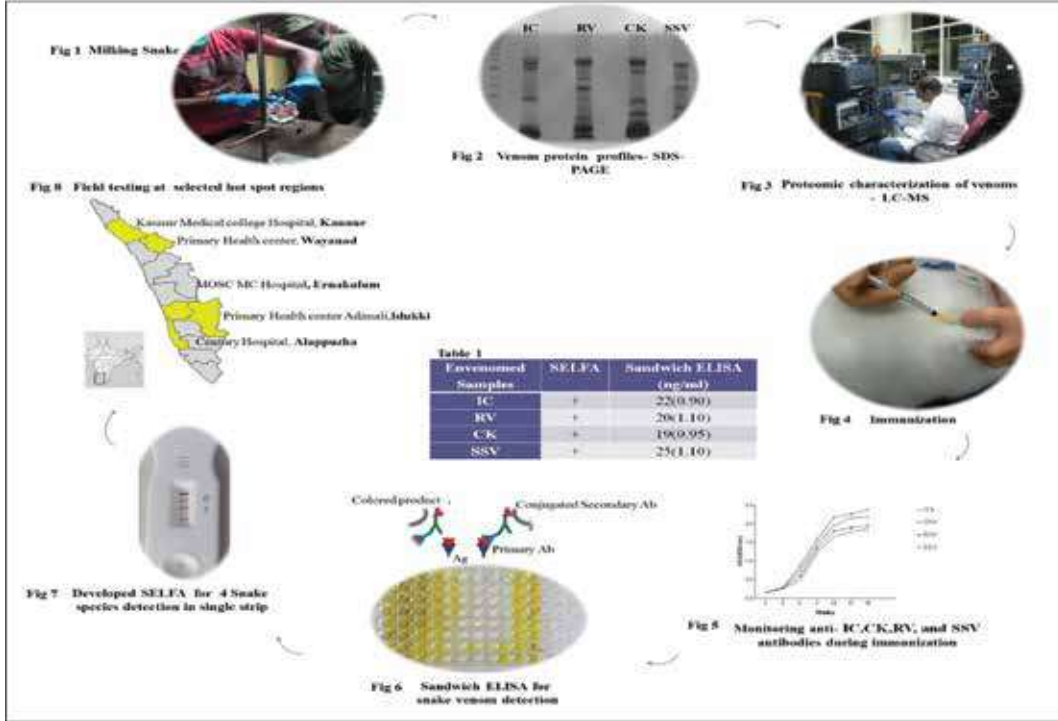 Fig 1 Milking Snake
IC RV CK SSV
Fig 2 Venom protein profiles- SDS-
PAGE
Fig 3 Proteomic characterization of venoms
- LC-MS
Fig 4 Immunization
Fig 5 Monitoring anti- IC,CK,RV, and SSV
antibodies during immunization
Weeks
Colored product
Conjugated Secondary Ab
Primary Ab
Ag
Fig 6 Sandwich ELISA for
snake venom detection
Fig 7 Developed SELFA for 4 Snake
species detection in single strip
Fig 8 Field testing at selected hot spot regions
Kannur Medical college Hospital, Kannur
Primary Health center, Wayanad
MOSC MC Hospital, Ernakulam
Primary Health center Adimali, Idukki
Century Hospital, Alappuzha
Table 1
Envenomed Samples SELFA Sandwich ELISA (ng/ml)
IC + 22(0.90)
RV + 20(1.10)
CK + 19(0.95)
SSV + 25(1.10)